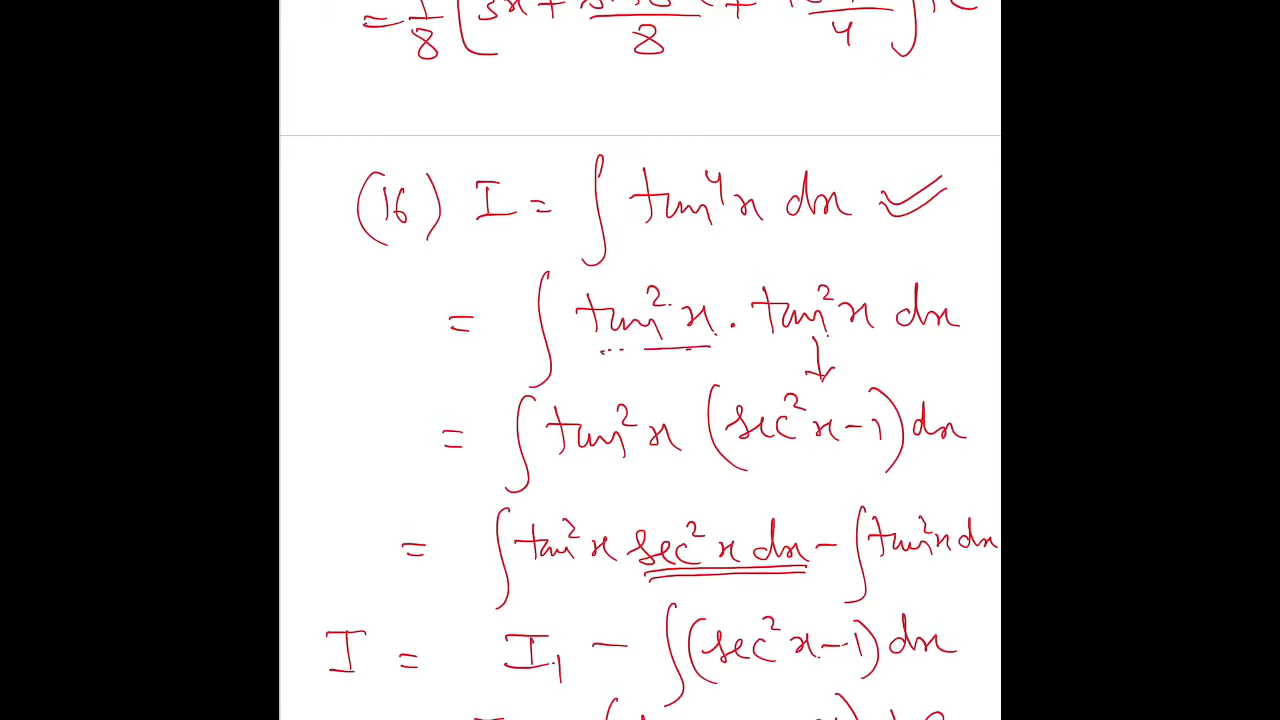 (16) I = ∫ tan⁴x dx
= ∫ tan²x . tan²x dx
= ∫ tan²x (sec²x - 1) dx
= ∫ tan²x sec²x dx - ∫ tan²x dx
I = I₁ - ∫ (sec²x - 1) dx